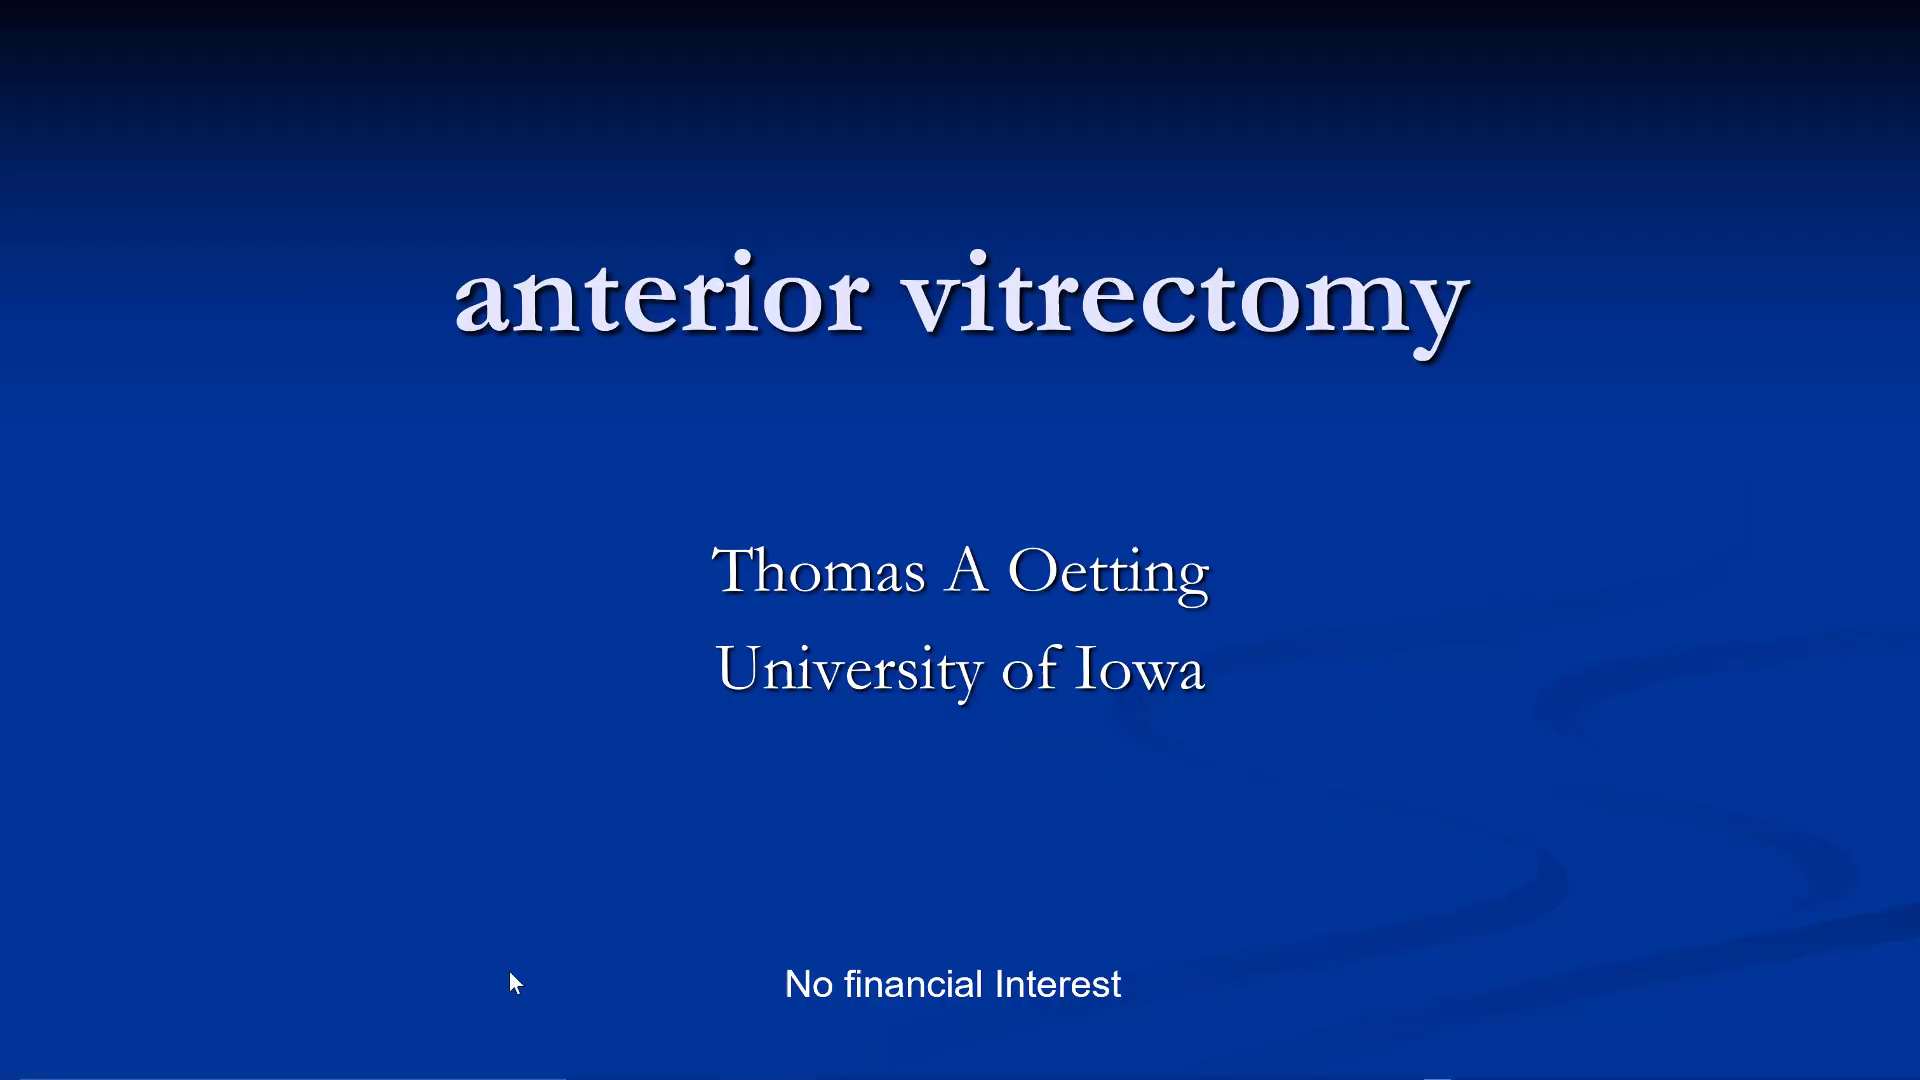 anterior vitrectomy
Thomas A Oetting
University of Iowa
No financial Interest